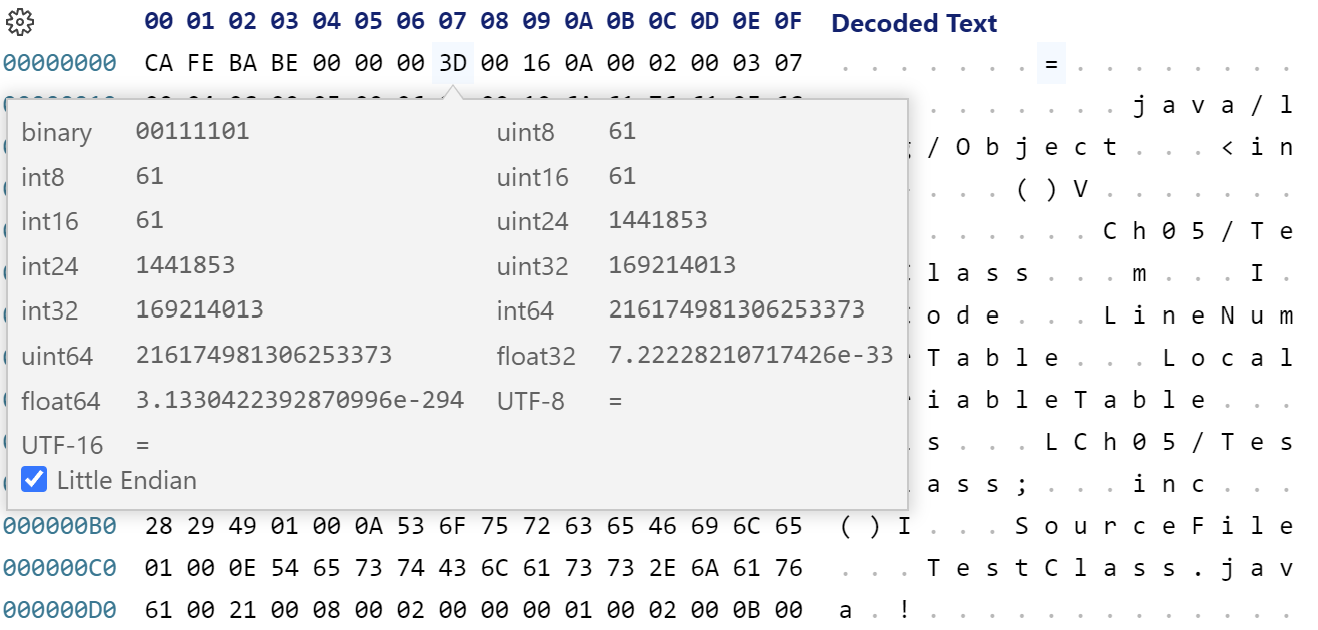 00 01 02 03 04 05 06 07 08 09 0A 0B 0C 0D 0E 0F Decoded Text
00000000 CA FE BA BE 00 00 00 3D 00 16 0A 00 02 00 03 07 . . . . . . . = . . . . . . . .
. . . . . . . j a v a / l
/ O b j e c t . . . < i n
. . . . ( ) V . . . . . . .
. . . . . . C h 0 5 / T e
l a s s . . . m . . . I .
o d e . . . L i n e N u m
T a b l e . . . L o c a l
i a b l e T a b l e . . .
s . . . L C h 0 5 / T e s
a s s ; . . . i n c . . .
binary 00111101 uint8 61
int8 61 uint16 61
int16 61 uint24 1441853
int24 1441853 uint32 169214013
int32 169214013 int64 216174981306253373
uint64 216174981306253373 float32 7.22228210717426e-33
float64 3.1330422392870996e-294 UTF-8 =
UTF-16 =
Little Endian
000000B0 28 29 49 01 00 0A 53 6F 75 72 63 65 46 69 6C 65 ( ) I . . . S o u r c e F i l e
000000C0 01 00 0E 54 65 73 74 43 6C 61 73 73 2E 6A 61 76 . . . T e s t C l a s s . j a v
000000D0 61 00 21 00 08 00 02 00 00 00 01 00 02 00 0B 00 a . ! . . . . . . . . . . . . .